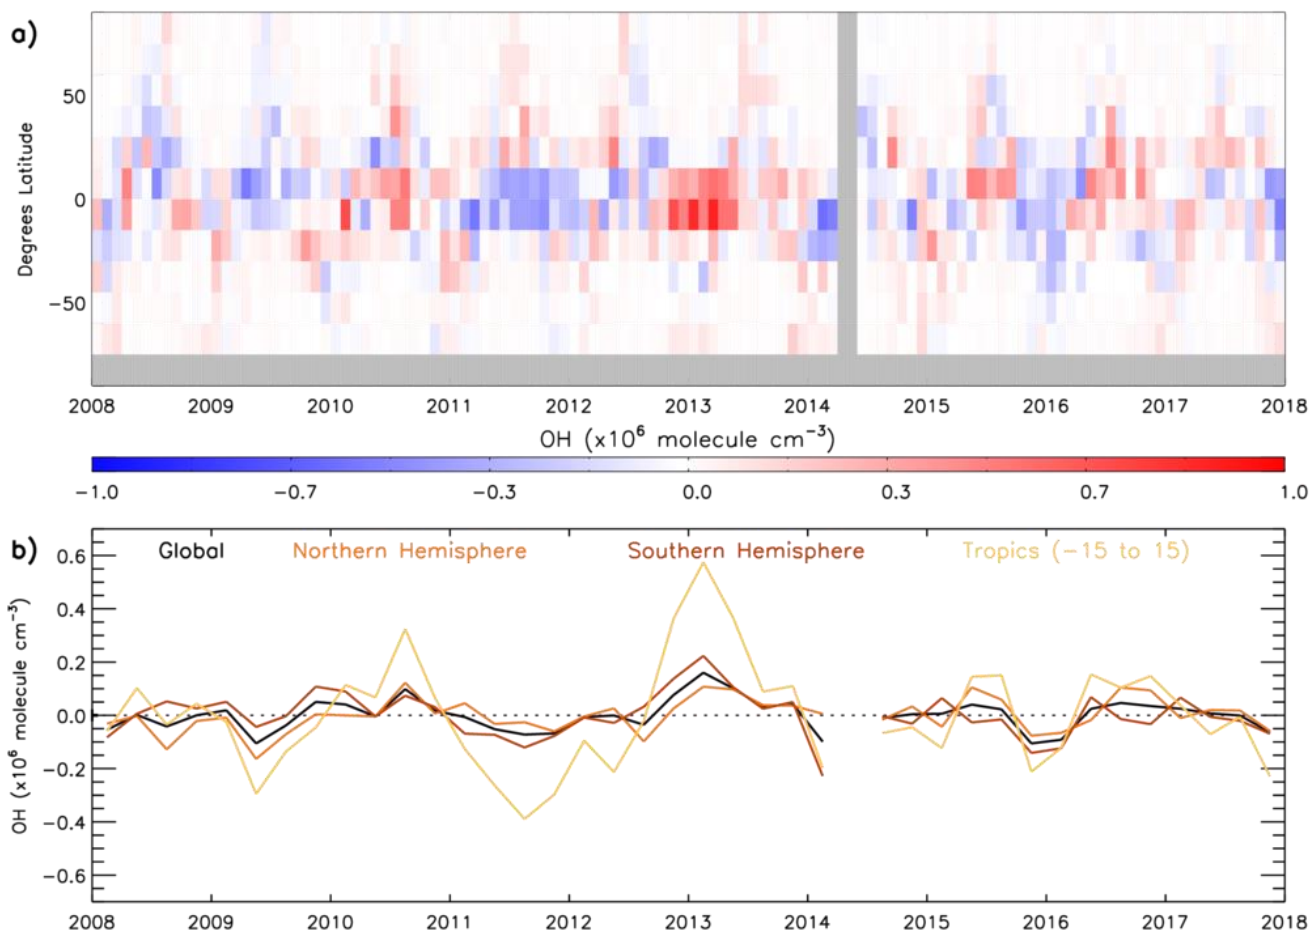 a)
Degrees Latitude
50
0
−50
2008 2009 2010 2011 2012 2013 2014 2015 2016 2017 2018
OH (x10⁶ molecule cm⁻³)
−1.0 −0.7 −0.3 0.0 0.3 0.7 1.0
b)
Global Northern Hemisphere Southern Hemisphere Tropics (−15 to 15)
OH (x10⁶ molecule cm⁻³)
0.6
0.4
0.2
0.0
−0.2
−0.4
−0.6
2008 2009 2010 2011 2012 2013 2014 2015 2016 2017 2018